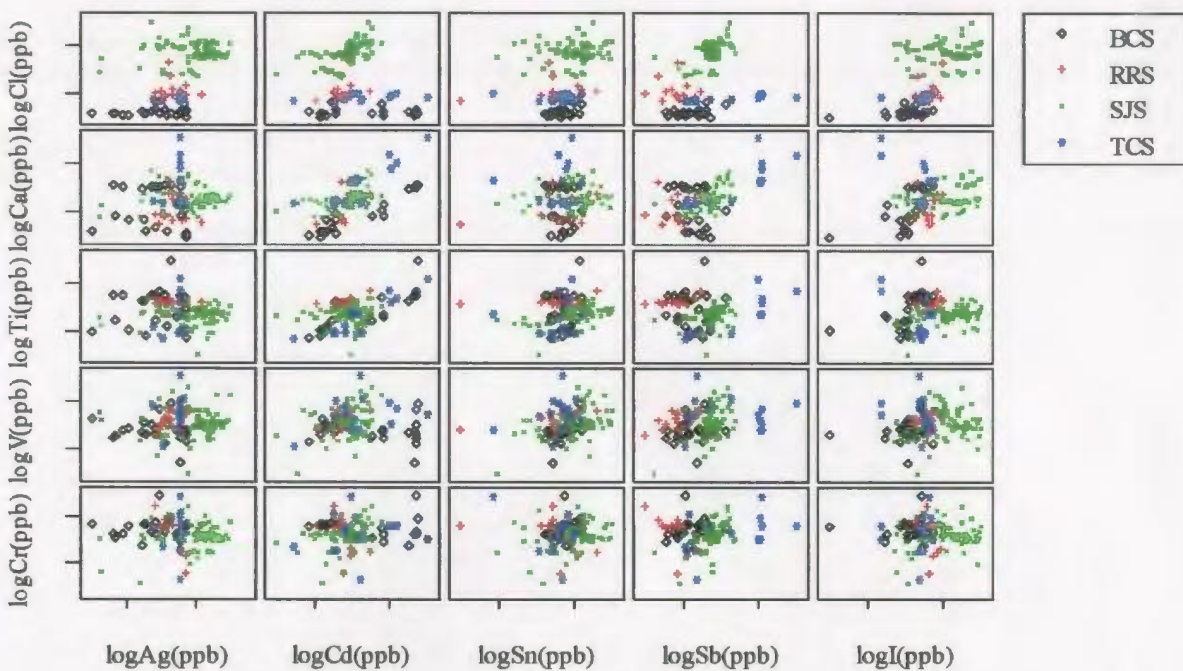 BCS
RRS
SJS
TCS
logCl(ppb)
logCa(ppb)
logTi(ppb)
logV(ppb)
logCr(ppb)
logAg(ppb)
logCd(ppb)
logSn(ppb)
logSb(ppb)
logI(ppb)